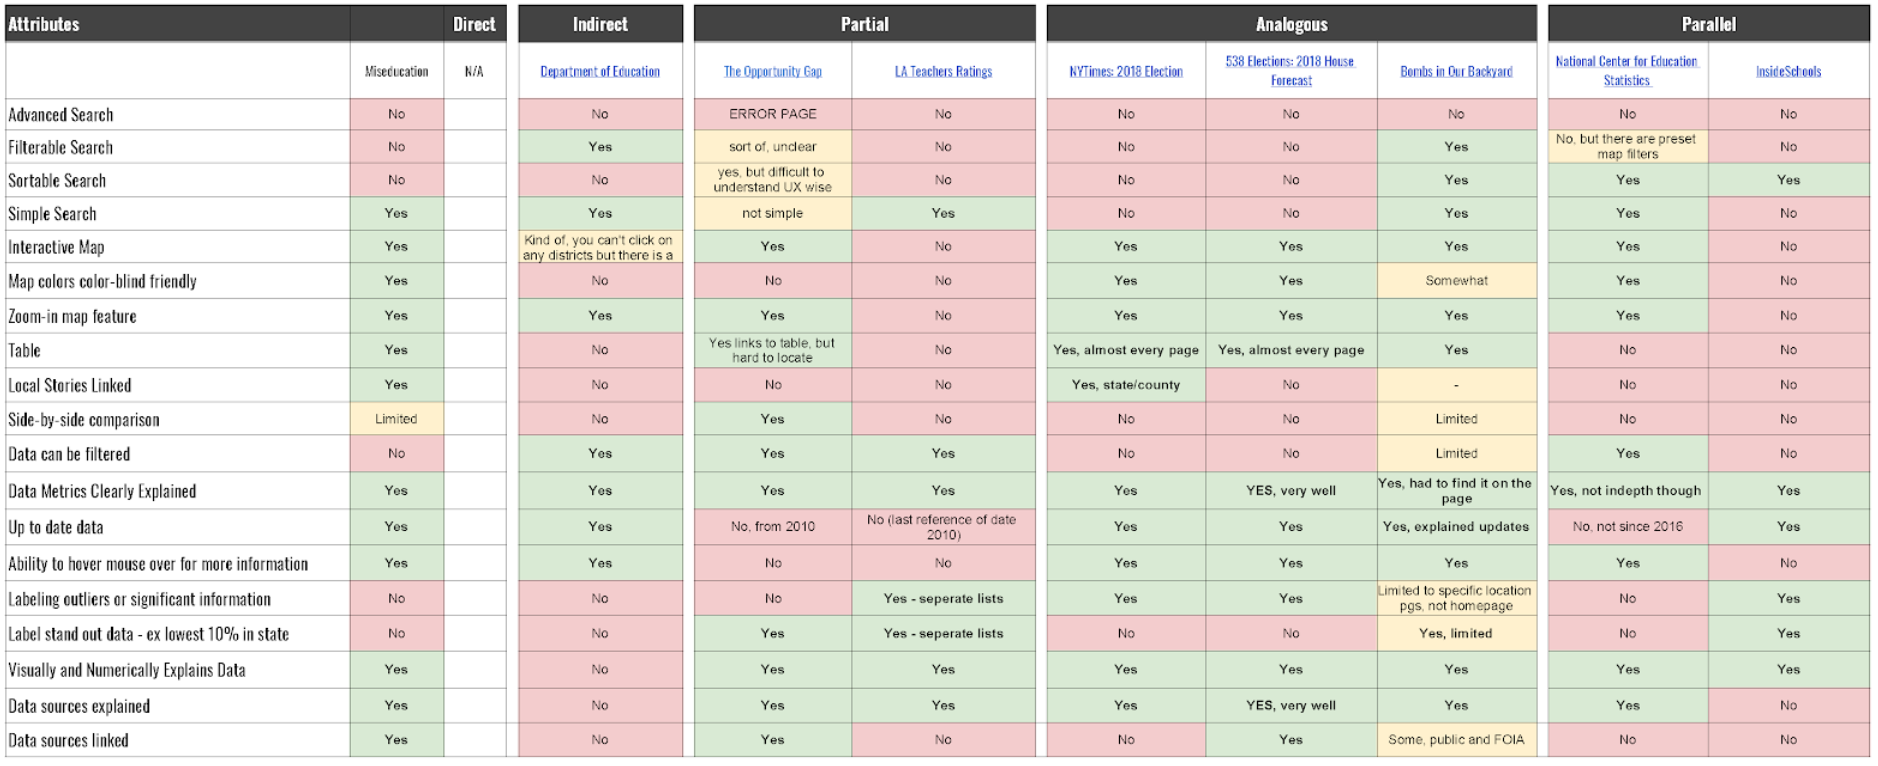 Attributes Direct Indirect Partial Analogous Parallel
Miseducation N/A Department of Education The Opportunity Gap LA Teachers Ratings NYTimes: 2018 Election 538 Elections: 2018 House Forecast Bombs in Our Backyard National Center for Education Statistics InsideSchools
Advanced Search No No ERROR PAGE No No No No No No
Filterable Search No Yes sort of, unclear No No No Yes No, but there are preset map filters No
Sortable Search No No yes, but difficult to understand UX wise No No No Yes Yes Yes
Simple Search Yes Yes not simple Yes No No Yes Yes No
Interactive Map Yes Kind of, you can't click on any districts but there is a Yes No Yes Yes Yes Yes No
Map colors color-blind friendly Yes No No No Yes Yes Somewhat Yes No
Zoom-in map feature Yes Yes Yes No Yes Yes Yes Yes No
Table Yes No Yes links to table, but hard to locate No Yes, almost every page Yes, almost every page Yes No No
Local Stories Linked Yes No No No Yes, state/county No - No No
Side-by-side comparison Limited No Yes No No No Limited No No
Data can be filtered No Yes Yes Yes No No Limited Yes No
Data Metrics Clearly Explained Yes Yes Yes Yes Yes YES, very well Yes, had to find it on the page Yes, not indepth though Yes
Up to date data Yes Yes No, from 2010 No (last reference of date 2010) Yes Yes Yes, explained updates No, not since 2016 Yes
Ability to hover mouse over for more information Yes Yes No No Yes Yes Yes Yes No
Labeling outliers or significant information No No No Yes - seperate lists Yes Yes Limited to specific location pgs, not homepage No Yes
Label stand out data - ex lowest 10% in state No No Yes Yes - seperate lists No No Yes, limited No Yes
Visually and Numerically Explains Data Yes No Yes Yes Yes Yes Yes Yes Yes
Data sources explained Yes No Yes Yes Yes YES, very well Yes Yes No
Data sources linked Yes No Yes No No Yes Some, public and FOIA No No